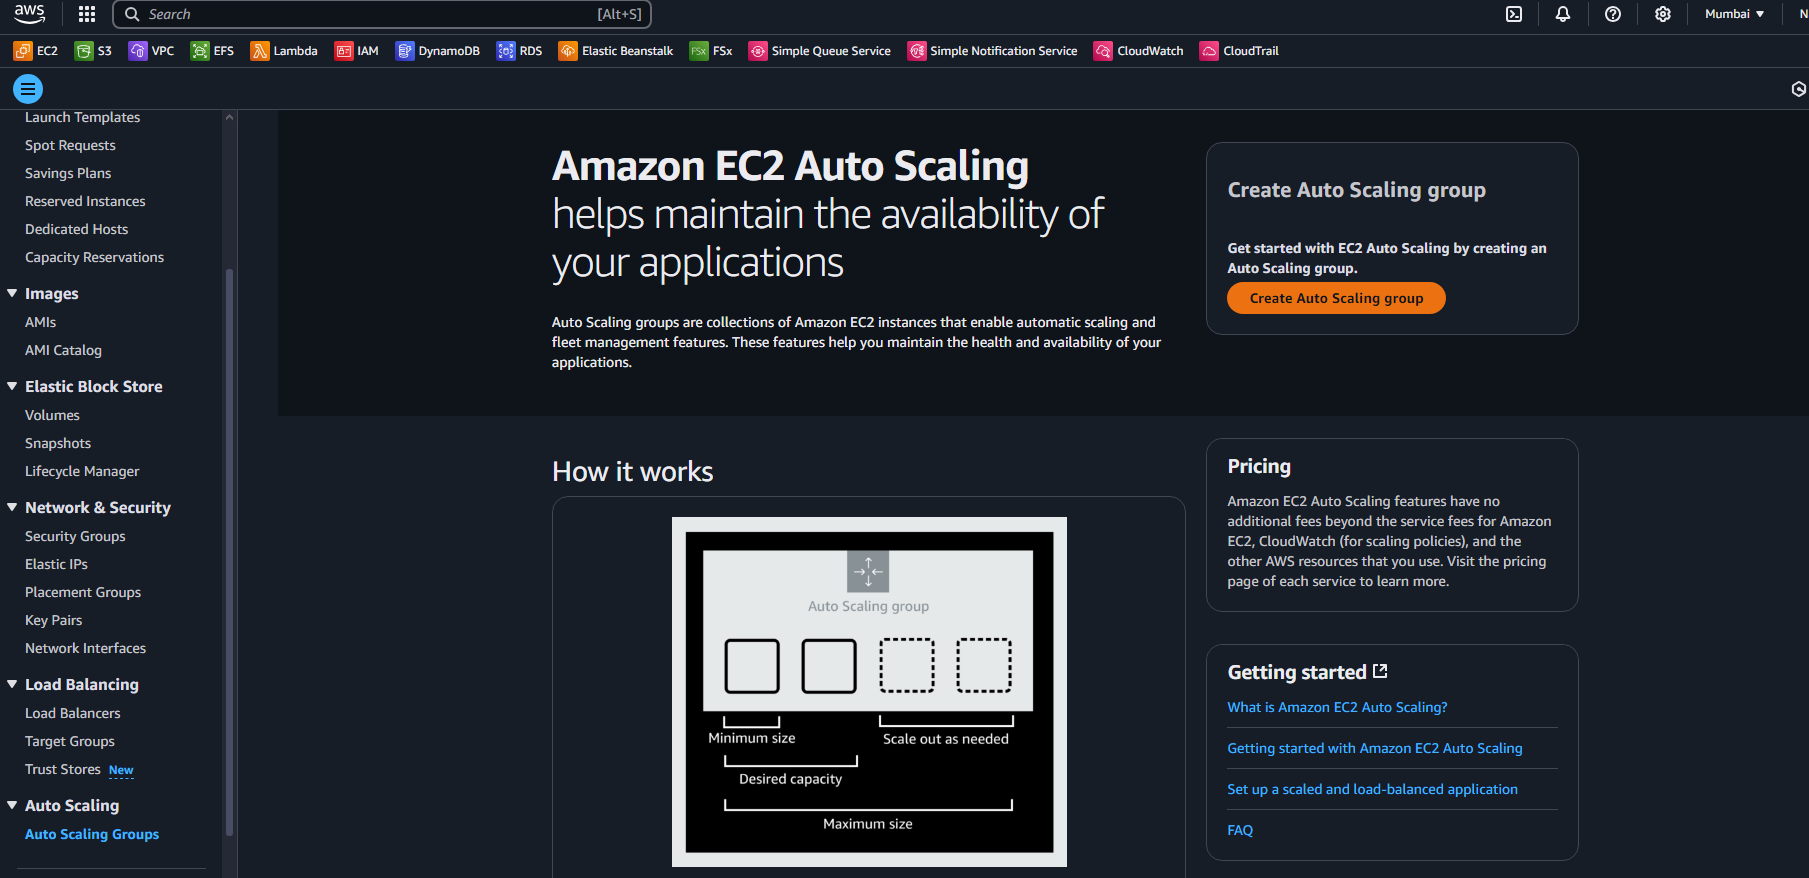 aws
Search
[Alt+S]
Mumbai
N
EC2
S3
VPC
EFS
Lambda
IAM
DynamoDB
RDS
Elastic Beanstalk
FSx
FSx
Simple Queue Service
Simple Notification Service
CloudWatch
CloudTrail
Launch Templates
Spot Requests
Savings Plans
Reserved Instances
Dedicated Hosts
Capacity Reservations
Images
AMIs
AMI Catalog
Elastic Block Store
Volumes
Snapshots
Lifecycle Manager
Network & Security
Security Groups
Elastic IPs
Placement Groups
Key Pairs
Network Interfaces
Load Balancing
Load Balancers
Target Groups
Trust Stores New
Auto Scaling
Auto Scaling Groups
Amazon EC2 Auto Scaling
helps maintain the availability of
your applications
Auto Scaling groups are collections of Amazon EC2 instances that enable automatic scaling and
fleet management features. These features help you maintain the health and availability of your
applications.
Create Auto Scaling group
Get started with EC2 Auto Scaling by creating an
Auto Scaling group.
Create Auto Scaling group
How it works
Auto Scaling group
Minimum size
Scale out as needed
Desired capacity
Maximum size
Pricing
Amazon EC2 Auto Scaling features have no
additional fees beyond the service fees for Amazon
EC2, CloudWatch (for scaling policies), and the
other AWS resources that you use. Visit the pricing
page of each service to learn more.
Getting started
What is Amazon EC2 Auto Scaling?
Getting started with Amazon EC2 Auto Scaling
Set up a scaled and load-balanced application
FAQ